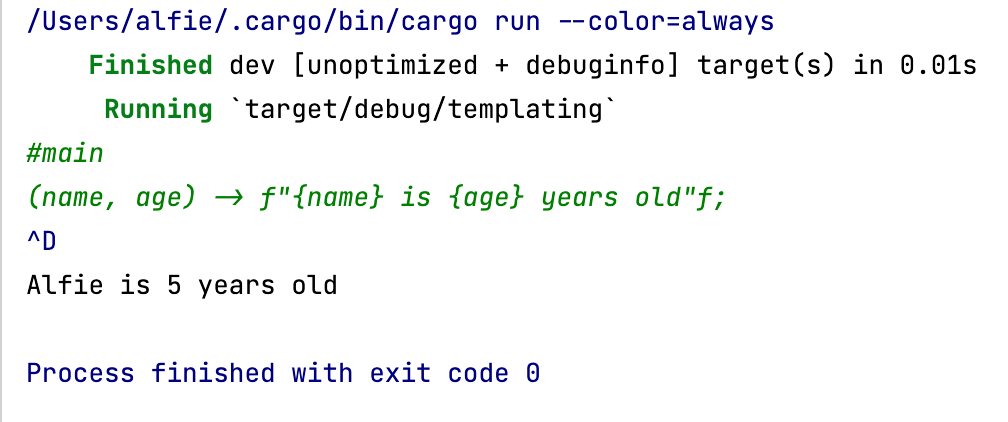 /Users/alfie/.cargo/bin/cargo run --color=always
Finished dev [unoptimized + debuginfo] target(s) in 0.01s
Running `target/debug/templating`
#main
(name, age) -> f"{name} is {age} years old"f;
^D
Alfie is 5 years old
Process finished with exit code 0